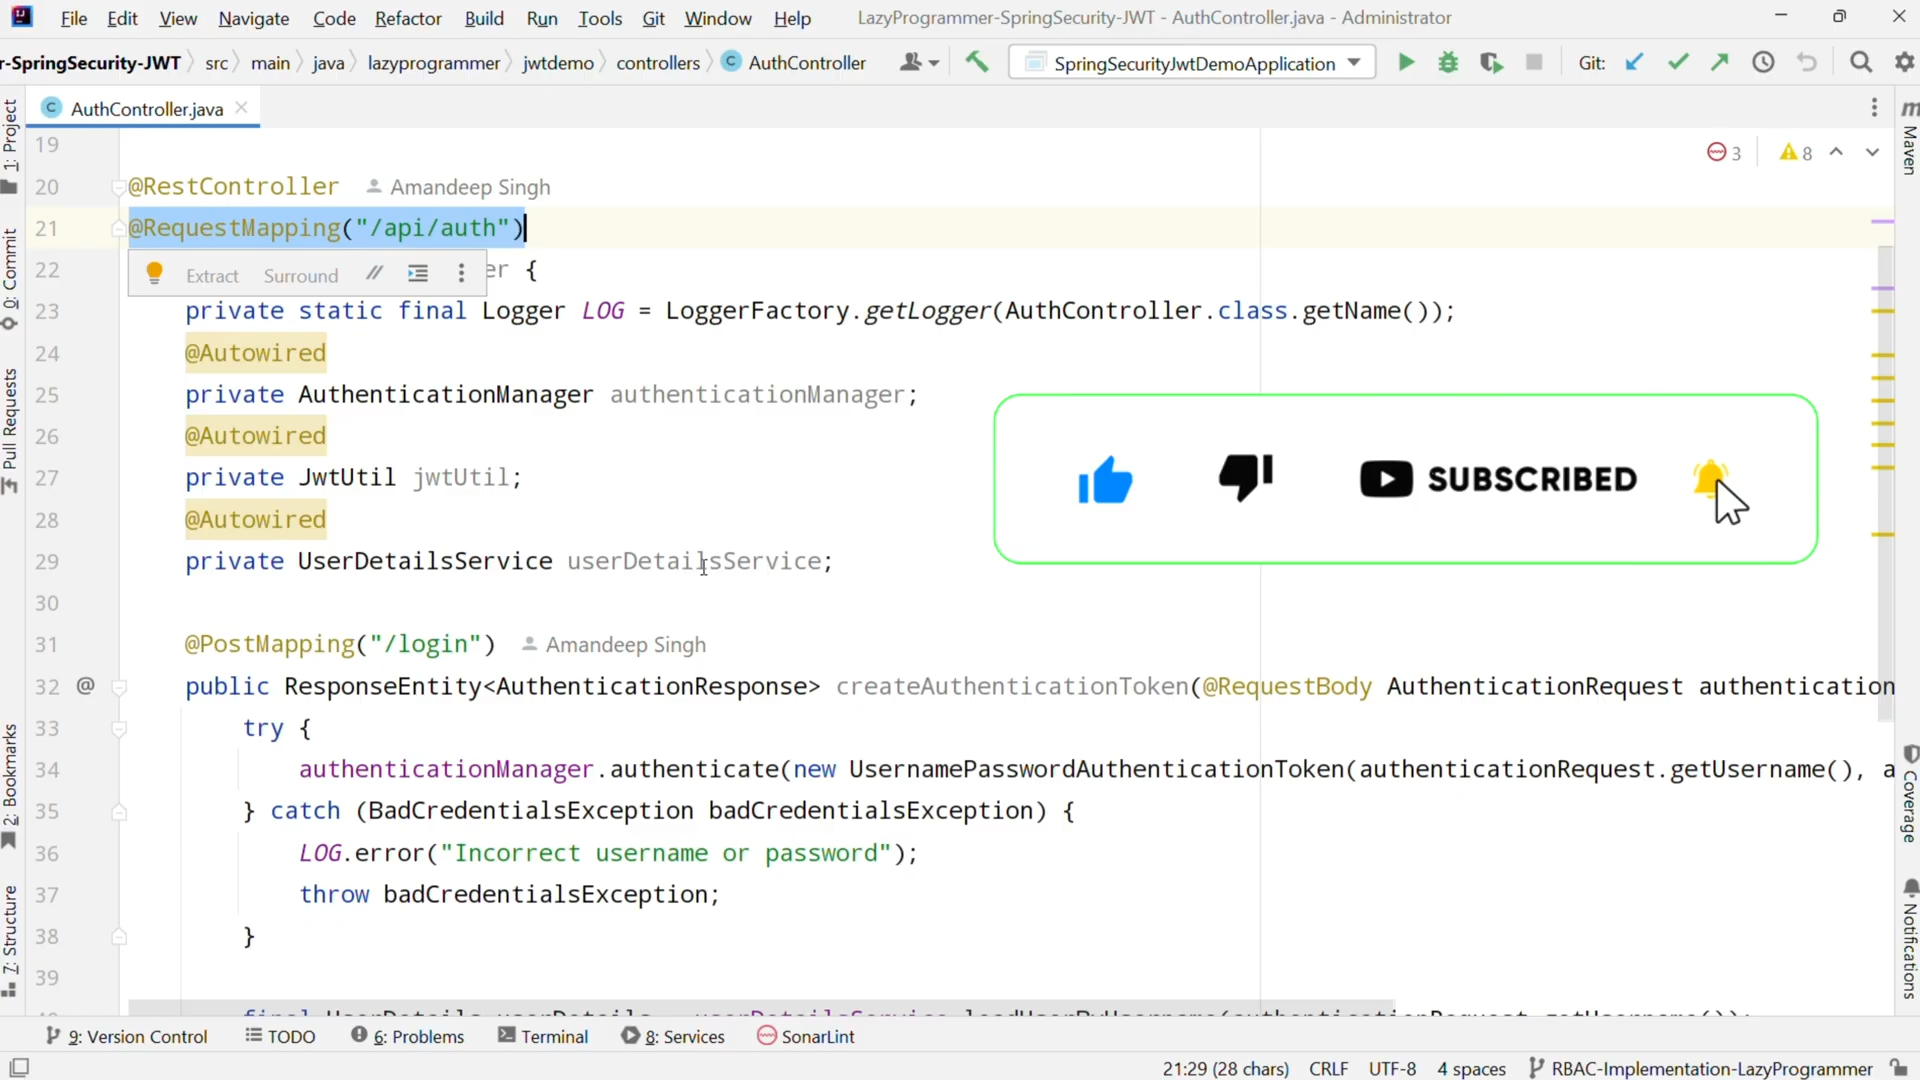 File Edit View Navigate Code Refactor Build Run Tools Git Window Help LazyProgrammer-SpringSecurity-JWT - AuthController.java - Administrator
r-SpringSecurity-JWT src main java lazyprogrammer jwtdemo controllers C AuthController SpringSecurityJwtDemoApplication Git:
C AuthController.java
1: Project
0: Commit
Pull Requests
2: Bookmarks
7: Structure
m Maven
Coverage
Notifications
3 8
19
20 @RestController Amandeep Singh
21 @RequestMapping("/api/auth")
22 er {
Extract Surround //
23 private static final Logger LOG = LoggerFactory.getLogger(AuthController.class.getName());
24 @Autowired
25 private AuthenticationManager authenticationManager;
26 @Autowired
27 private JwtUtil jwtUtil;
28 @Autowired
29 private UserDetailsService userDetailsService;
SUBSCRIBED
30
31 @PostMapping("/login") Amandeep Singh
32 @ public ResponseEntity<AuthenticationResponse> createAuthenticationToken(@RequestBody AuthenticationRequest authentication
33 try {
34 authenticationManager.authenticate(new UsernamePasswordAuthenticationToken(authenticationRequest.getUsername(), a
35 } catch (BadCredentialsException badCredentialsException) {
36 LOG.error("Incorrect username or password");
37 throw badCredentialsException;
38 }
39
9: Version Control TODO 6: Problems Terminal 8: Services SonarLint
21:29 (28 chars) CRLF UTF-8 4 spaces RBAC-Implementation-LazyProgrammer